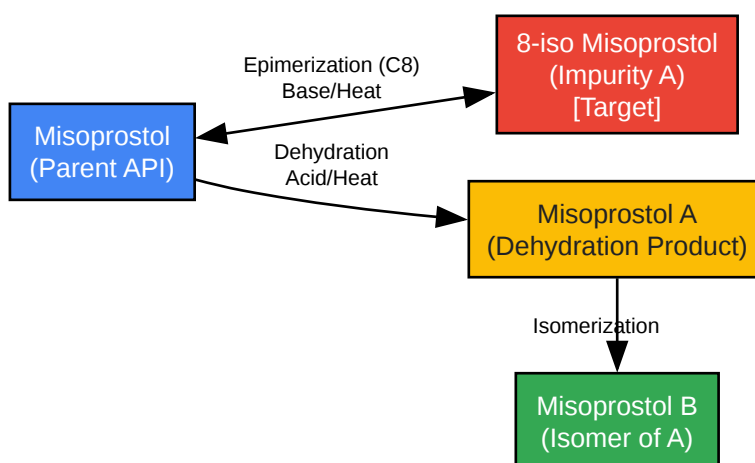 8-iso Misoprostol
(Impurity A)
[Target]
Epimerization (C8)
Base/Heat
Misoprostol
(Parent API)
Dehydration
Acid/Heat
Misoprostol A
(Dehydration Product)
Isomerization
Misoprostol B
(Isomer of A)